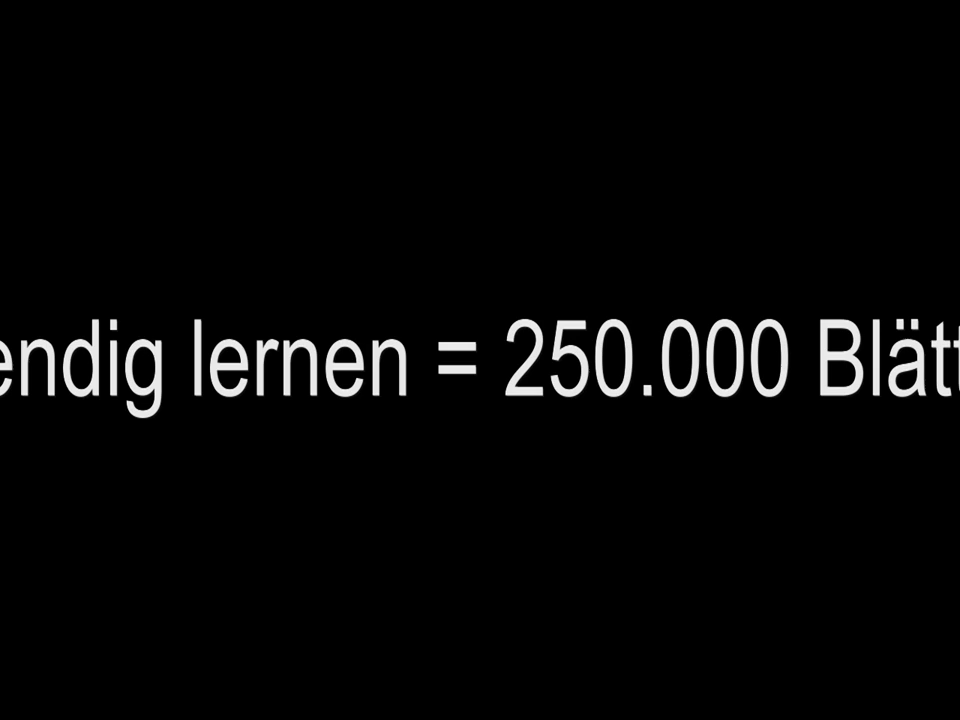 endig lernen = 250.000 Blätt